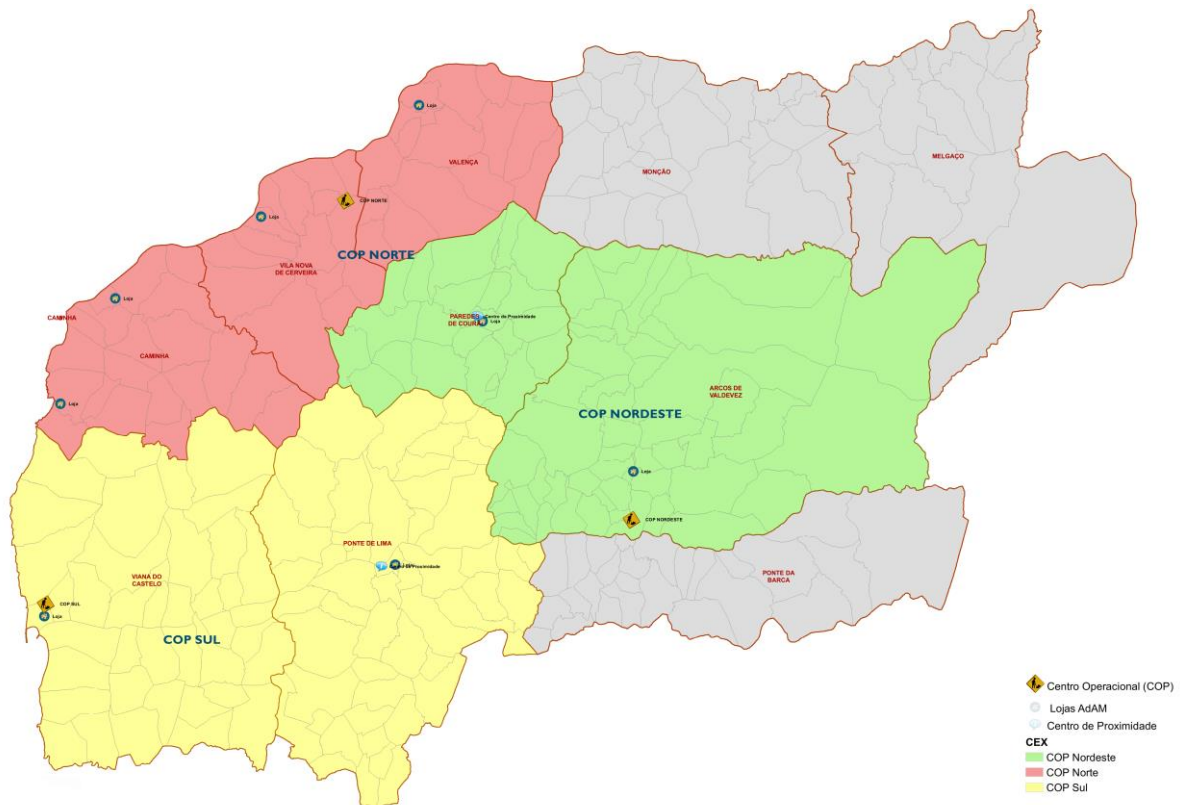 Loja
VALENÇA
MELGAÇO
MONÇÃO
COP NORTE
Loja
COP NORTE
VILA NOVA
DE CERVEIRA
Loja
CAMINHA
PAREDES
DE COURA
Centro de Proximidade
Loja
CAMINHA
ARCOS DE
VALDEVEZ
Loja
COP NORDESTE
Loja
COP NORDESTE
PONTE DE LIMA
Loja
Centro de Proximidade
VIANA DO
CASTELO
PONTE DA
BARCA
COP SUL
Loja
COP SUL
Centro Operacional (COP)
Lojas AdAM
Centro de Proximidade
CEX
COP Nordeste
COP Norte
COP Sul